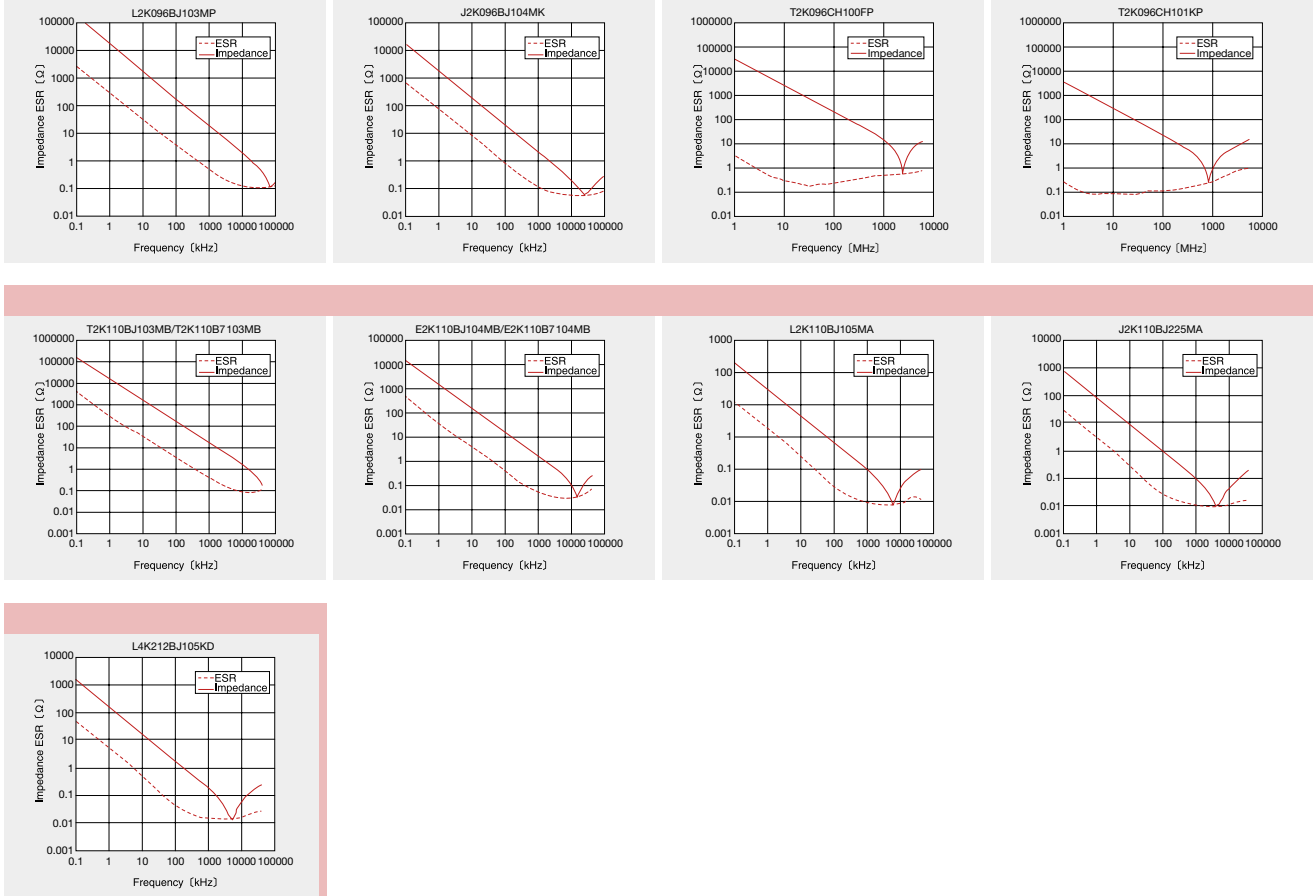 L2K096BJ103MP
100000
10000
1000
100
10
1
0.1
0.01
ESR
Impedance
Impedance ESR [Ω]
0.1 1 10 100 1000 10000 100000
Frequency [kHz]
J2K096BJ104MK
100000
10000
1000
100
10
1
0.1
0.01
ESR
Impedance
Impedance ESR [Ω]
0.1 1 10 100 1000 10000 100000
Frequency [kHz]
T2K096CH100FP
1000000
100000
10000
1000
100
10
1
0.1
0.01
ESR
Impedance
Impedance ESR [Ω]
1 10 100 1000 10000
Frequency [MHz]
T2K096CH101KP
1000000
100000
10000
1000
100
10
1
0.1
0.01
ESR
Impedance
Impedance ESR [Ω]
1 10 100 1000 10000
Frequency [MHz]
T2K110BJ103MB/T2K110B7103MB
1000000
100000
10000
1000
100
10
1
0.1
0.01
0.001
ESR
Impedance
Impedance ESR [Ω]
0.1 1 10 100 1000 10000 100000
Frequency [kHz]
E2K110BJ104MB/E2K110B7104MB
100000
10000
1000
100
10
1
0.1
0.01
0.001
ESR
Impedance
Impedance ESR [Ω]
0.1 1 10 100 1000 10000 100000
Frequency [kHz]
L2K110BJ105MA
1000
100
10
1
0.1
0.01
0.001
ESR
Impedance
Impedance ESR [Ω]
0.1 1 10 100 1000 10000 100000
Frequency [kHz]
J2K110BJ225MA
10000
1000
100
10
1
0.1
0.01
0.001
ESR
Impedance
Impedance ESR [Ω]
0.1 1 10 100 1000 10000 100000
Frequency [kHz]
L4K212BJ105KD
10000
1000
100
10
1
0.1
0.01
0.001
ESR
Impedance
Impedance ESR [Ω]
0.1 1 10 100 1000 10000 100000
Frequency [kHz]